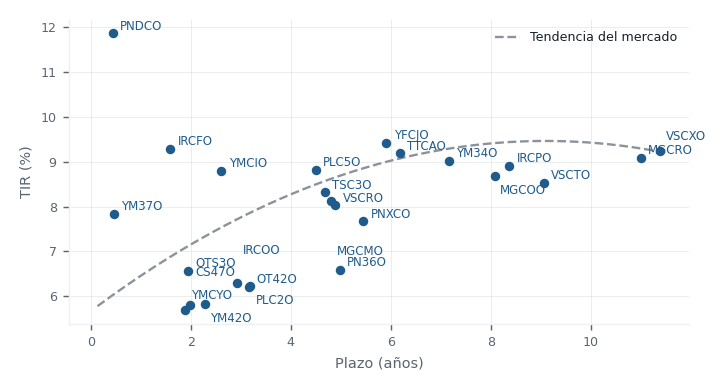 12
11
10
9
8
7
6
0
2
4
6
8
10
TIR (%)
Plazo (años)
Tendencia del mercado
PNDCO
IRCFO
YMCIO
YM37O
PLC5O
TSC3O
VSCRO
PNXCO
YFCJO
TTCAO
YM34O
IRCPO
MGCOO
VSCTO
VSCXO
MGCRO
IRCOO
MGCMO
PN36O
OTS3O
CS47O
OT42O
PLC2O
YMCYO
YM42O